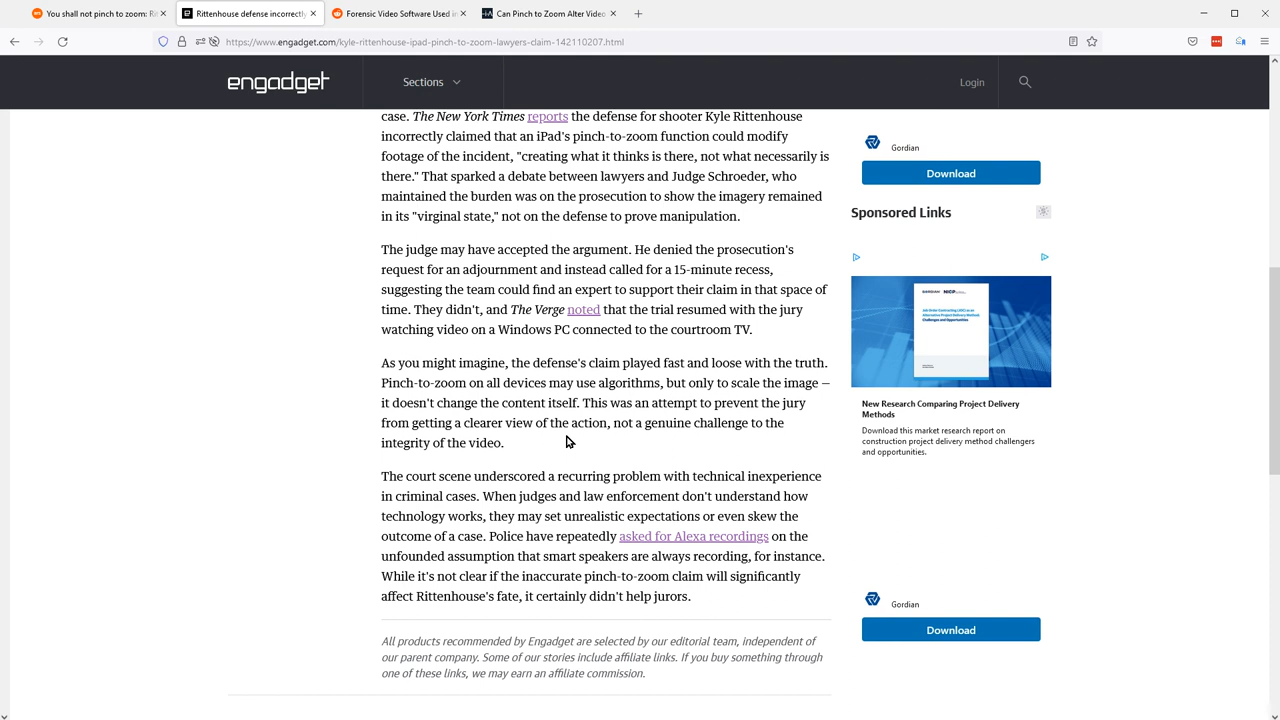 You shall not pinch to zoom: Ri
Rittenhouse defense incorrectly
Forensic Video Software Used in
Can Pinch to Zoom Alter Video
https://www.engadget.com/kyle-rittenhouse-ipad-pinch-to-zoom-lawyers-claim-142110207.html
engadget
Sections
Login
case. The New York Times reports the defense for shooter Kyle Rittenhouse
incorrectly claimed that an iPad's pinch-to-zoom function could modify
footage of the incident, "creating what it thinks is there, not what necessarily is
there." That sparked a debate between lawyers and Judge Schroeder, who
maintained the burden was on the prosecution to show the imagery remained
in its "virginal state," not on the defense to prove manipulation.
The judge may have accepted the argument. He denied the prosecution's
request for an adjournment and instead called for a 15-minute recess,
suggesting the team could find an expert to support their claim in that space of
time. They didn't, and The Verge noted that the trial resumed with the jury
watching video on a Windows PC connected to the courtroom TV.
As you might imagine, the defense's claim played fast and loose with the truth.
Pinch-to-zoom on all devices may use algorithms, but only to scale the image —
it doesn't change the content itself. This was an attempt to prevent the jury
from getting a clearer view of the action, not a genuine challenge to the
integrity of the video.
The court scene underscored a recurring problem with technical inexperience
in criminal cases. When judges and law enforcement don't understand how
technology works, they may set unrealistic expectations or even skew the
outcome of a case. Police have repeatedly asked for Alexa recordings on the
unfounded assumption that smart speakers are always recording, for instance.
While it's not clear if the inaccurate pinch-to-zoom claim will significantly
affect Rittenhouse's fate, it certainly didn't help jurors.
All products recommended by Engadget are selected by our editorial team, independent of
our parent company. Some of our stories include affiliate links. If you buy something through
one of these links, we may earn an affiliate commission.
Gordian
Download
Sponsored Links
New Research Comparing Project Delivery
Methods
Download this market research report on
construction project delivery method challenges
and opportunities.
Gordian
Download